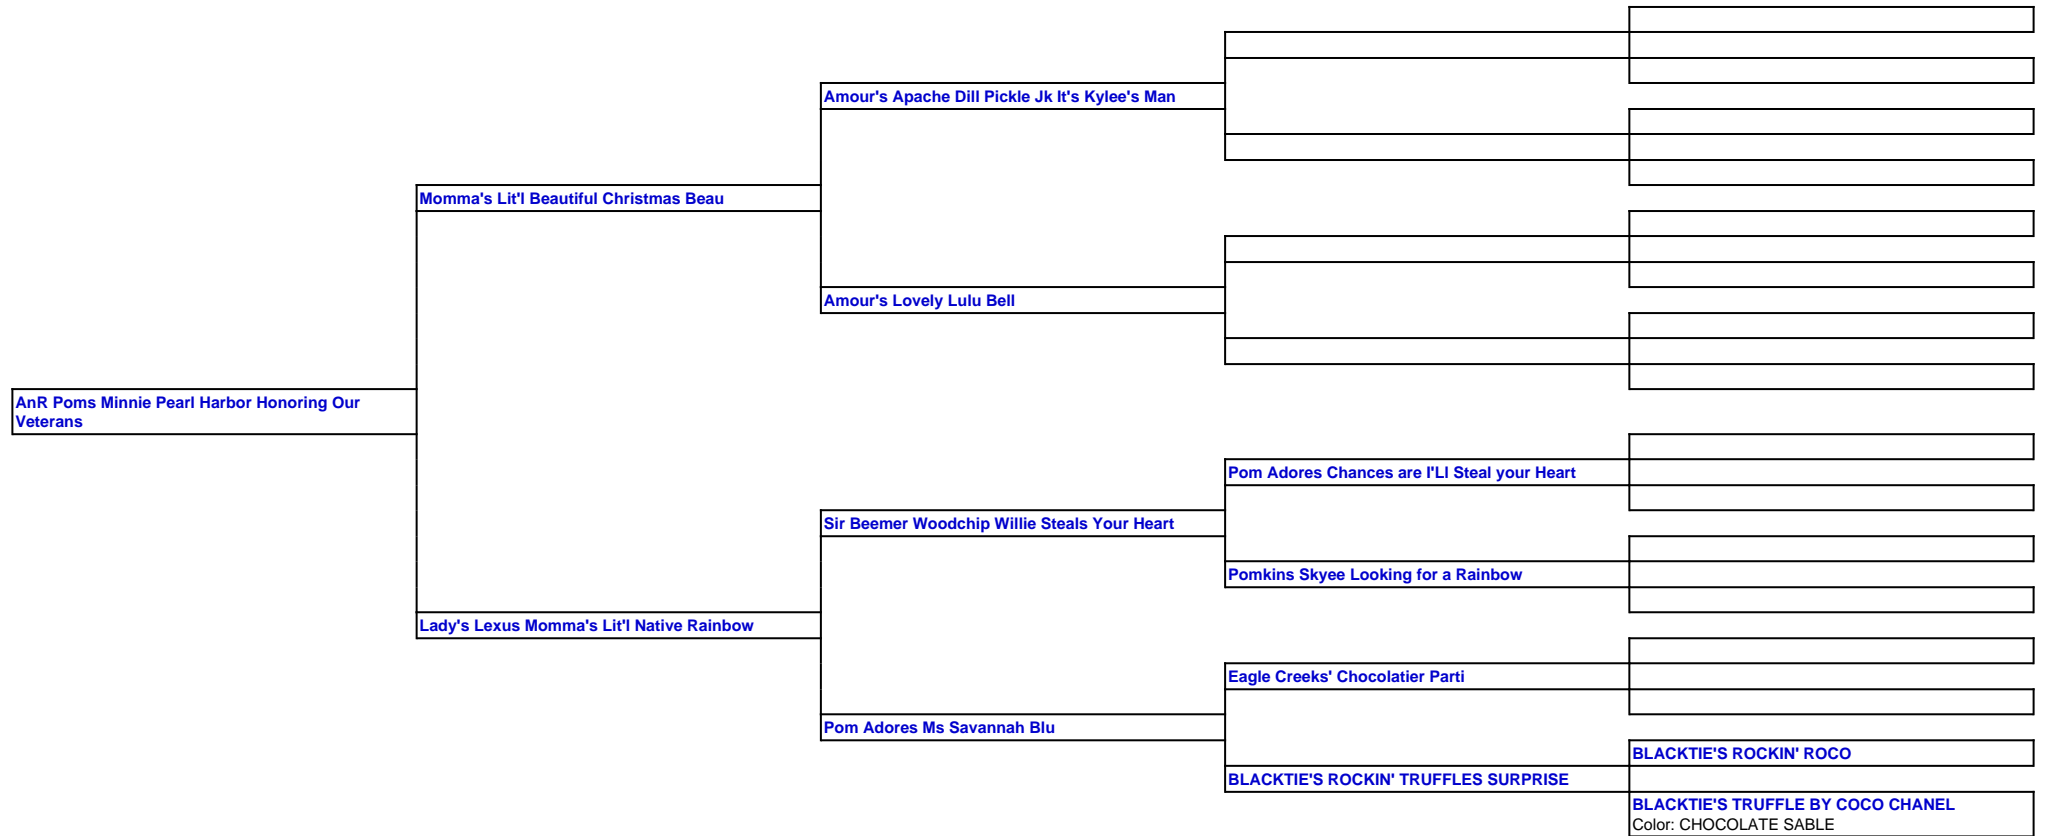 Amour's Apache Dill Pickle Jk It's Kylee's Man
Momma's Lit'l Beautiful Christmas Beau
Amour's Lovely Lulu Bell
AnR Poms Minnie Pearl Harbor Honoring Our
Veterans
Pom Adores Chances are I'Ll Steal your Heart
Sir Beemer Woodchip Willie Steals Your Heart
Pomkins Skyee Looking for a Rainbow
Lady's Lexus Momma's Lit'l Native Rainbow
Eagle Creeks' Chocolatier Parti
Pom Adores Ms Savannah Blu
BLACKTIE'S ROCKIN' ROCO
BLACKTIE'S ROCKIN' TRUFFLES SURPRISE
BLACKTIE'S TRUFFLE BY COCO CHANEL
Color: CHOCOLATE SABLE